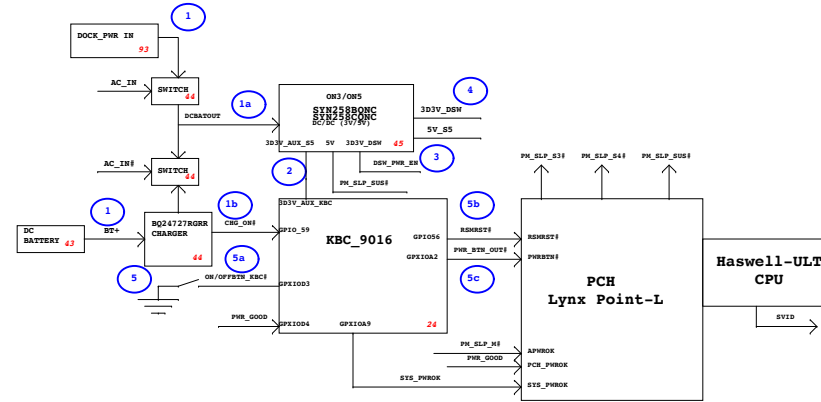 1
DOCK_PWR IN
93
AC_IN
SWITCH
44
1a
DCBATOUT
ON3/ON5
SYN258BQNC
SYN258CQNC
DC/DC (3V/5V)
3D3V_AUX_S5
5V
3D3V_DSW
45
4
3D3V_DSW
5V_S5
3
DSW_PWR_EN
2
PM_SLP_SUS#
AC_IN#
SWITCH
44
PM_SLP_S3#
PM_SLP_S4#
PM_SLP_SUS#
1
BT+
DC
BATTERY
43
BQ24727RGRR
CHARGER
44
1b
CHG_ON#
5a
5
ON/OFFBTN_KBC#
3D3V_AUX_KBC
GPIO_59
KBC_9016
GPIO56
GPXIOA2
GPXIOD3
GPXIOD4
GPXIOA9
24
PWR_GOOD
5b
RSMRST#
PWR_BTN_OUT#
5c
RSMRST#
PWRBTN#
PCH
Lynx Point-L
Haswell-ULT
CPU
SVID
PM_SLP_M#
PWR_GOOD
SYS_PWROK
APWROK
PCH_PWROK
SYS_PWROK